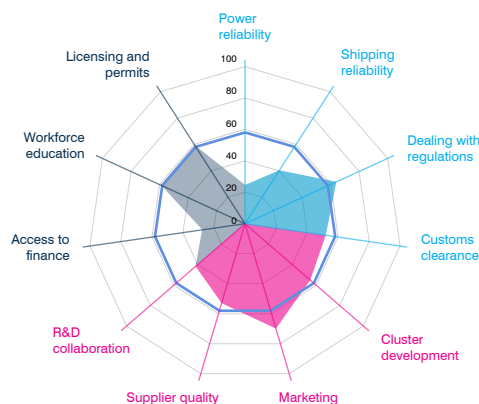 Power
reliability
Licensing and
permits
Shipping
reliability
100
80
60
40
20
0
Workforce
education
Dealing with
regulations
Access to
finance
Customs
clearance
R&D
collaboration
Cluster
development
Supplier quality
Marketing